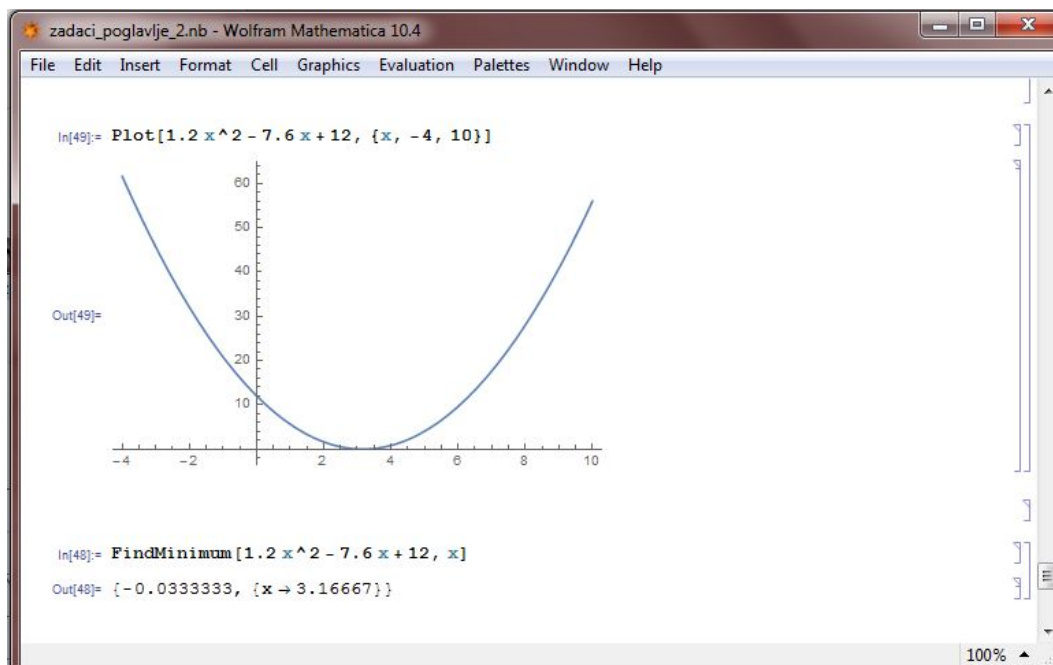 zadaci_poglavlje_2.nb - Wolfram Mathematica 10.4
File Edit Insert Format Cell Graphics Evaluation Palettes Window Help
In[49]:= Plot[1.2 x^2 - 7.6 x + 12, {x, -4, 10}]
60
50
40
Out[49]= 30
20
10
-4 -2 2 4 6 8 10
In[48]:= FindMinimum[1.2 x^2 - 7.6 x + 12, x]
Out[48]= {-0.0333333, {x → 3.16667}}
100%